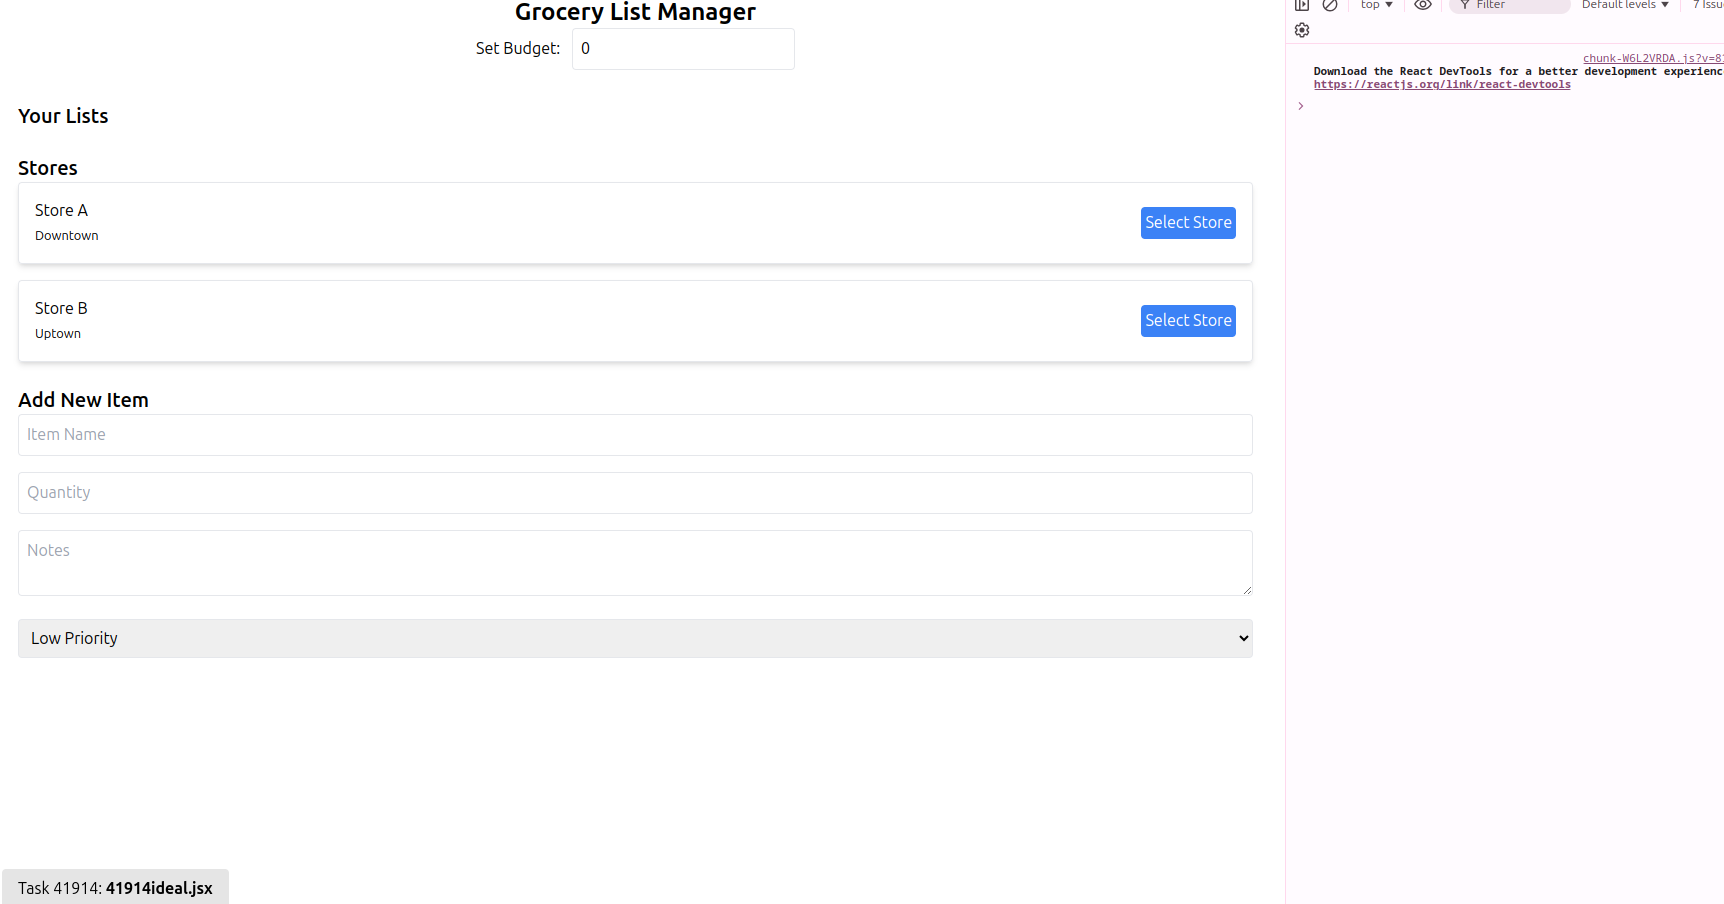 Grocery List Manager
Set Budget: 0
Your Lists
Stores
Store A
Downtown
Select Store
Store B
Uptown
Select Store
Add New Item
Item Name
Quantity
Notes
Low Priority
Task 41914: 41914ideal.jsx
top
Filter
Default levels
7 Issu
chunk-W6L2VRDA.js?v=81
Download the React DevTools for a better development experienc
https://reactjs.org/link/react-devtools